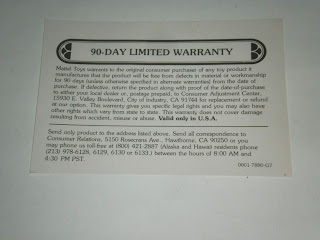 90-DAY LIMITED WARRANTY
Mattel Toys warrants to the original consumer purchaser of any toy product it
manufactures that the product will be free from defects in material or workmanship
for 90 days (unless otherwise specified in alternate warranties) from the date of
purchase. If defective, return the product along with proof of the date-of-purchase
to either your local dealer or, postage prepaid, to Consumer Adjustment Center,
15930 E. Valley Boulevard, City of Industry, CA 91744 for replacement or refund
at our option. This warranty gives you specific legal rights and you may also have
other rights which vary from state to state. This warranty does not cover damage
resulting from accident, misuse or abuse. Valid only in U.S.A.
Send only product to the address listed above. Send all correspondence to
Consumer Relations, 5150 Rosecrans Ave., Hawthorne, CA 90250 or you
may phone us toll-free at (800) 421-2887 (Alaska and Hawaii residents phone
(213) 978-6128, 6129, 6130 or 6133;) between the hours of 8:00 AM and
4:30 PM PST.